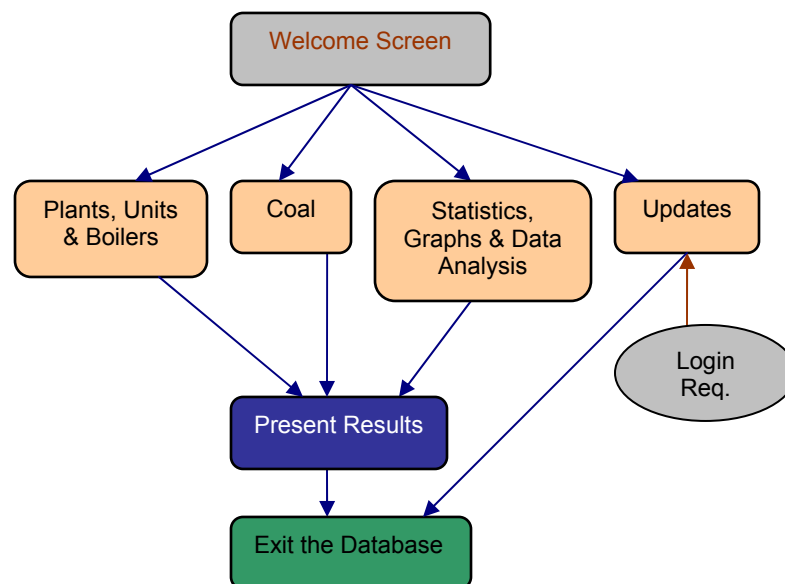 Welcome Screen
Plants, Units
& Boilers
Coal
Statistics,
Graphs & Data
Analysis
Updates
Login
Req.
Present Results
Exit the Database